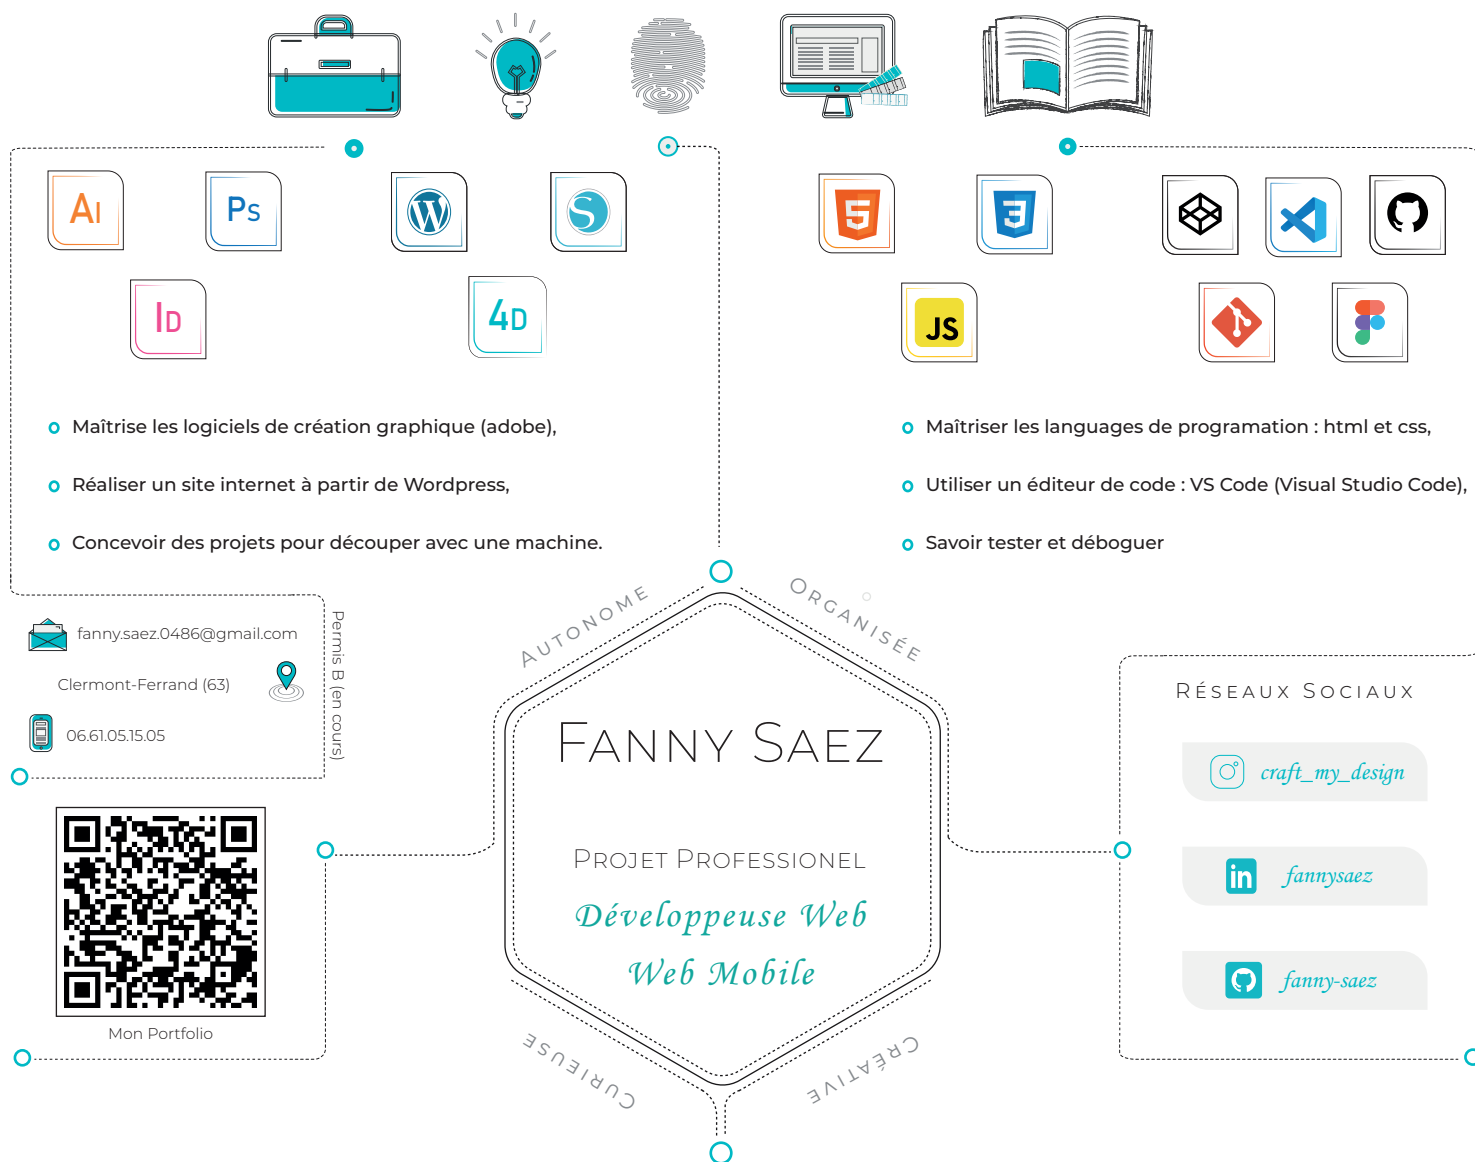 Ai
Ps
Id
4D
5
3
JS
Maîtrise les logiciels de création graphique (adobe),
Réaliser un site internet à partir de Wordpress,
Concevoir des projets pour découper avec une machine.
Maîtriser les languages de programation : html et css,
Utiliser un éditeur de code : VS Code (Visual Studio Code),
Savoir tester et déboguer
fanny.saez.0486@gmail.com
Clermont-Ferrand (63)
06.61.05.15.05
Permis B (en cours)
Mon Portfolio
Autonome
Organisée
Fanny Saez
Projet Professionel
Développeuse Web
Web Mobile
Curieuse
Créative
Réseaux Sociaux
craft_my_design
in
fannysaez
fanny-saez